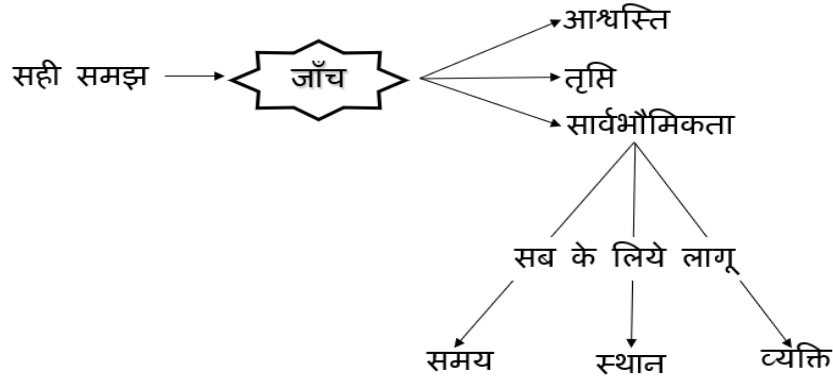 आश्वस्ति
सही समझ जाँच तृप्ति
सार्वभौमिकता
सब के लिये लागू
समय स्थान व्यक्ति